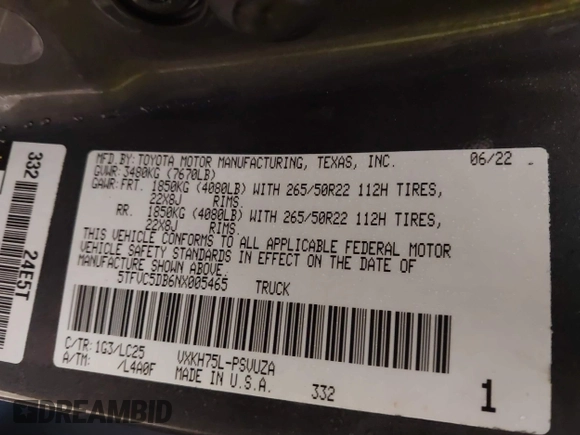 MFD.BY: TOYOTA MOTOR MANUFACTURING, TEXAS, INC. 06/22
GVWR: 3480KG (7670LB)
GAWR: FRT. 1850KG (4080LB) WITH 265/50R22 112H TIRES,
22X8J RIMS.
RR. 1850KG (4080LB) WITH 265/50R22 112H TIRES,
22X8J RIMS.
THIS VEHICLE CONFORMS TO ALL APPLICABLE FEDERAL MOTOR
VEHICLE SAFETY STANDARDS IN EFFECT ON THE DATE OF
MANUFACTURE SHOWN ABOVE.
5TFVC5DB6NX005465 TRUCK
C/TR: 1G3/LC25 VXKH75L-PSVUZA
A/TM: /L4A0F MADE IN U.S.A. 332 1
332 24E5T
DREAMBID